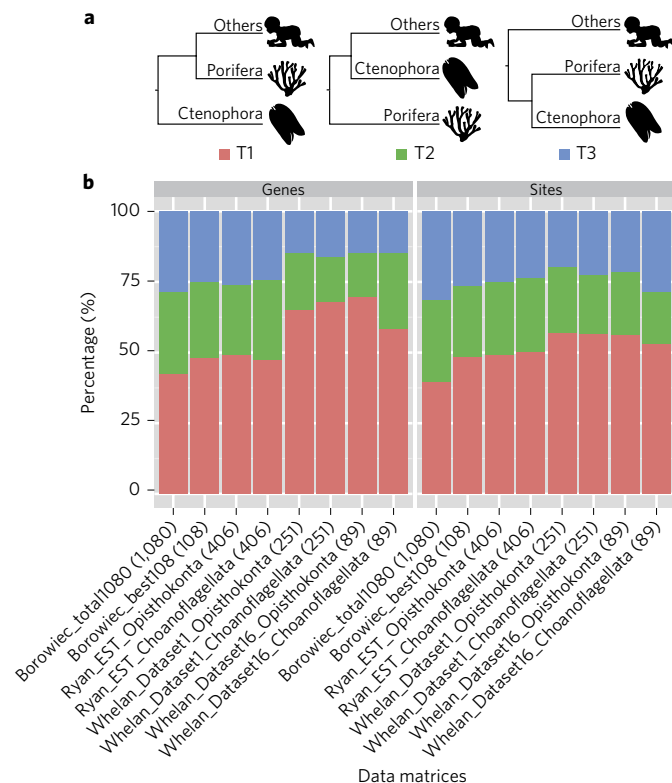 a
Others
Porifera
Ctenophora
Others
Ctenophora
Porifera
Others
Porifera
Ctenophora
T1
T2
T3
b
Genes
Sites
Percentage (%)
100
75
50
25
0
Borowiec_total1080 (1,080)
Borowiec_best108 (108)
Ryan_EST_Opisthokonta (406)
Ryan_EST_Choanoflagellata (406)
Whelan_Dataset1_Opisthokonta (251)
Whelan_Dataset1_Choanoflagellata (251)
Whelan_Dataset16_Opisthokonta (89)
Whelan_Dataset16_Choanoflagellata (89)
Borowiec_total1080 (1,080)
Borowiec_best108 (108)
Ryan_EST_Opisthokonta (406)
Ryan_EST_Choanoflagellata (406)
Whelan_Dataset1_Opisthokonta (251)
Whelan_Dataset1_Choanoflagellata (251)
Whelan_Dataset16_Opisthokonta (89)
Whelan_Dataset16_Choanoflagellata (89)
Data matrices